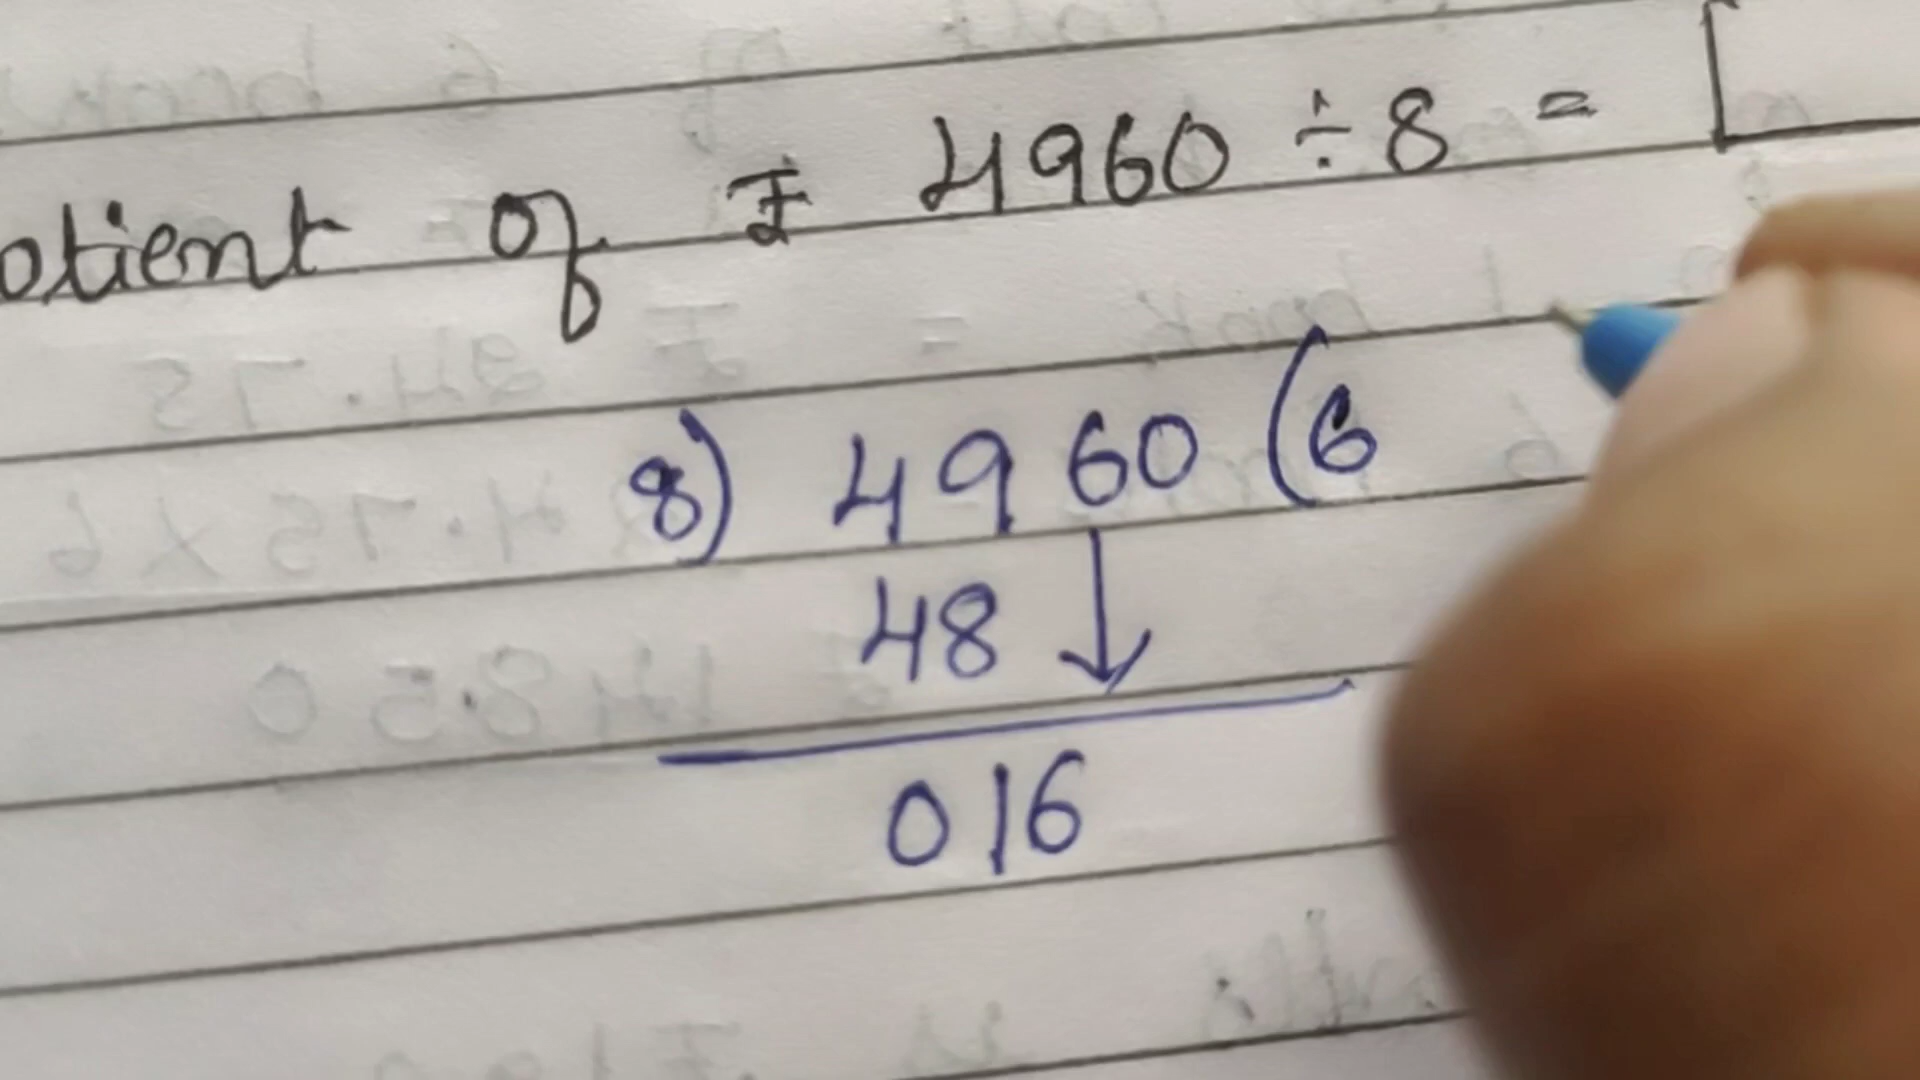 otient of ₹ 4960 ÷ 8 =
8) 4960 (6
48
016